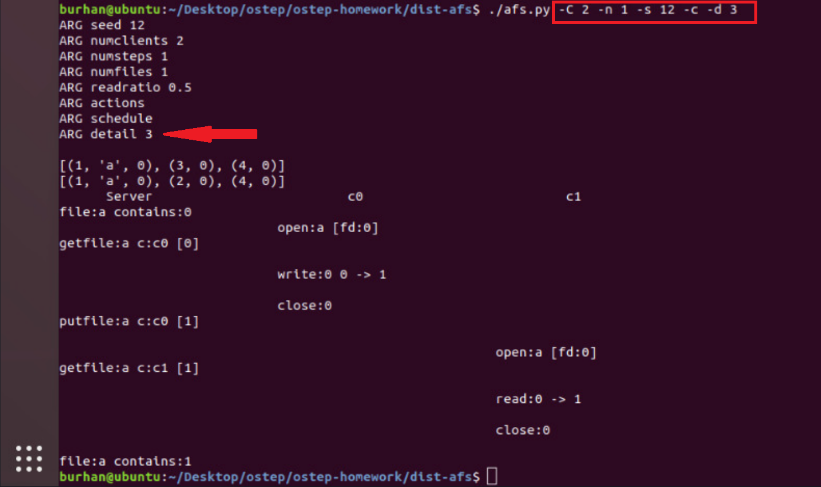 burhan@ubuntu:~/Desktop/ostep/ostep-homework/dist-afs$ ./afs.py -C 2 -n 1 -s 12 -c -d 3
ARG seed 12
ARG numclients 2
ARG numsteps 1
ARG numfiles 1
ARG readratio 0.5
ARG actions
ARG schedule
ARG detail 3
[(1, 'a', 0), (3, 0), (4, 0)]
[(1, 'a', 0), (2, 0), (4, 0)]
Server c0 c1
file:a contains:0
open:a [fd:0]
getfile:a c:c0 [0]
write:0 0 -> 1
close:0
putfile:a c:c0 [1]
open:a [fd:0]
getfile:a c:c1 [1]
read:0 -> 1
close:0
file:a contains:1
burhan@ubuntu:~/Desktop/ostep/ostep-homework/dist-afs$